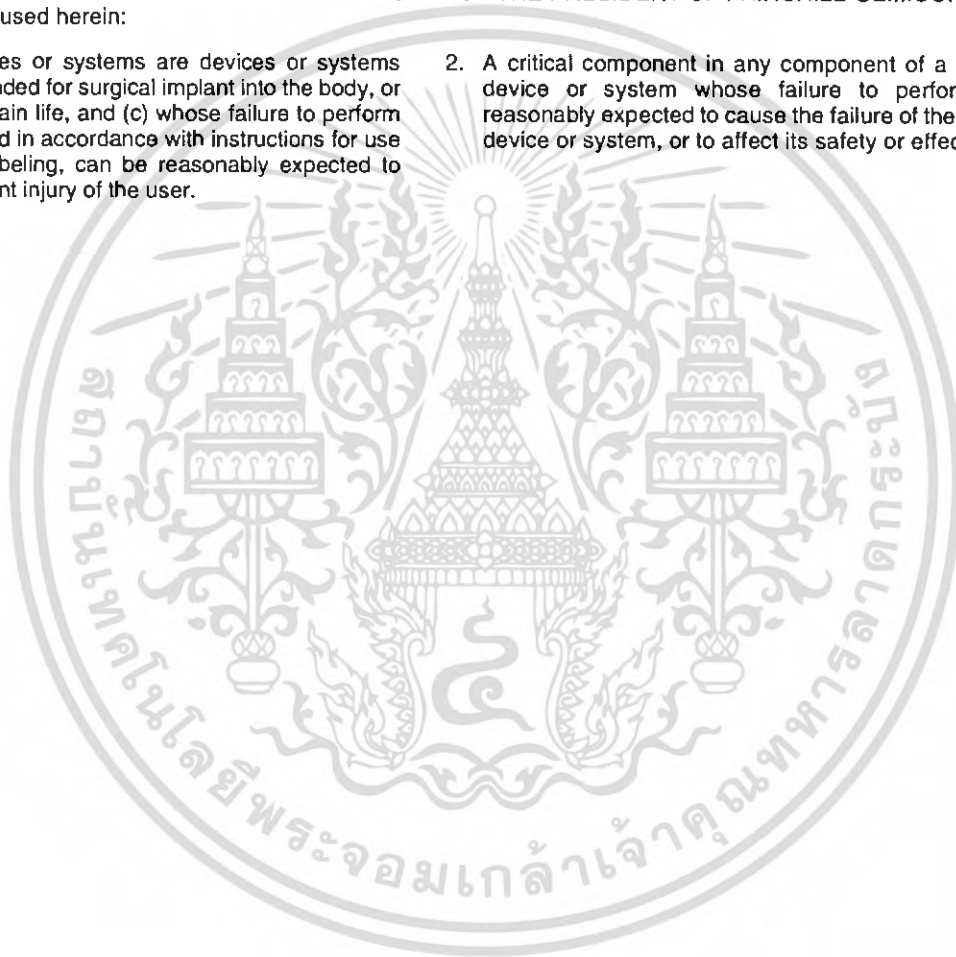 used herein:
es or systems are devices or systems
nded for surgical implant into the body, or
ain life, and (c) whose failure to perform
d in accordance with instructions for use
beling, can be reasonably expected to
nt injury of the user.
2. A critical component in any component of a
device or system whose failure to perfor
reasonably expected to cause the failure of the
device or system, or to affect its safety or effec
สถาบันเทคโนโลยีพระจอมเกล้าเจ้าคุณทหารลาดกระบัง
๔